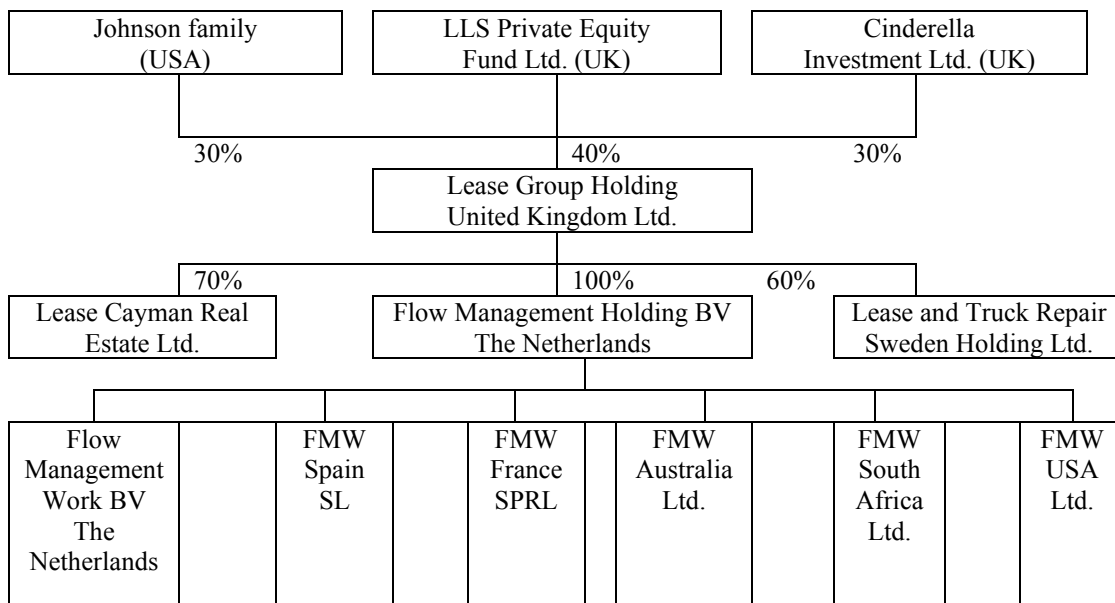 Johnson family
(USA)
LLS Private Equity
Fund Ltd. (UK)
Cinderella
Investment Ltd. (UK)
30%
40%
30%
Lease Group Holding
United Kingdom Ltd.
70%
100%
60%
Lease Cayman Real
Estate Ltd.
Flow Management Holding BV
The Netherlands
Lease and Truck Repair
Sweden Holding Ltd.
Flow
Management
Work BV
The
Netherlands
FMW
Spain
SL
FMW
France
SPRL
FMW
Australia
Ltd.
FMW
South
Africa
Ltd.
FMW
USA
Ltd.